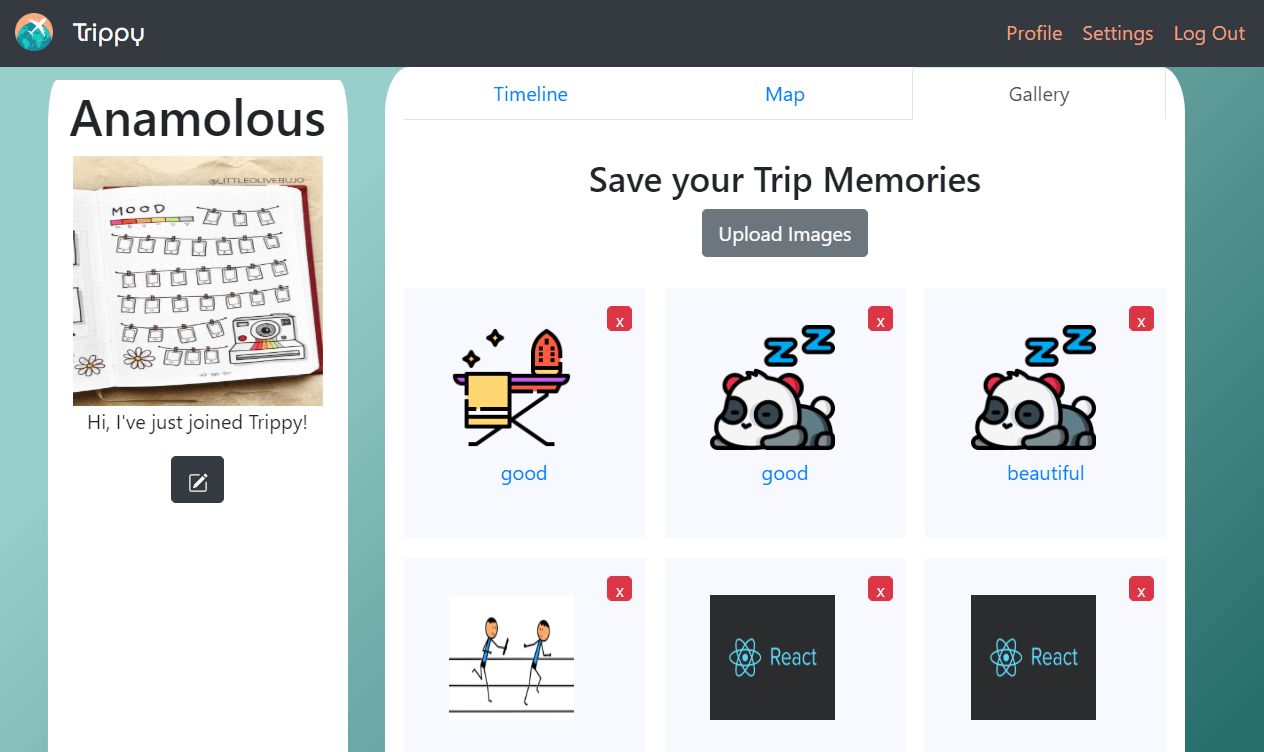 Trippy
Profile Settings Log Out
Anamolous
@LITTLEOLIVEBUJO
MOOD
Hi, I've just joined Trippy!
Timeline Map Gallery
Save your Trip Memories
Upload Images
x x x
Z Z Z Z
good good beautiful
x x x
React React